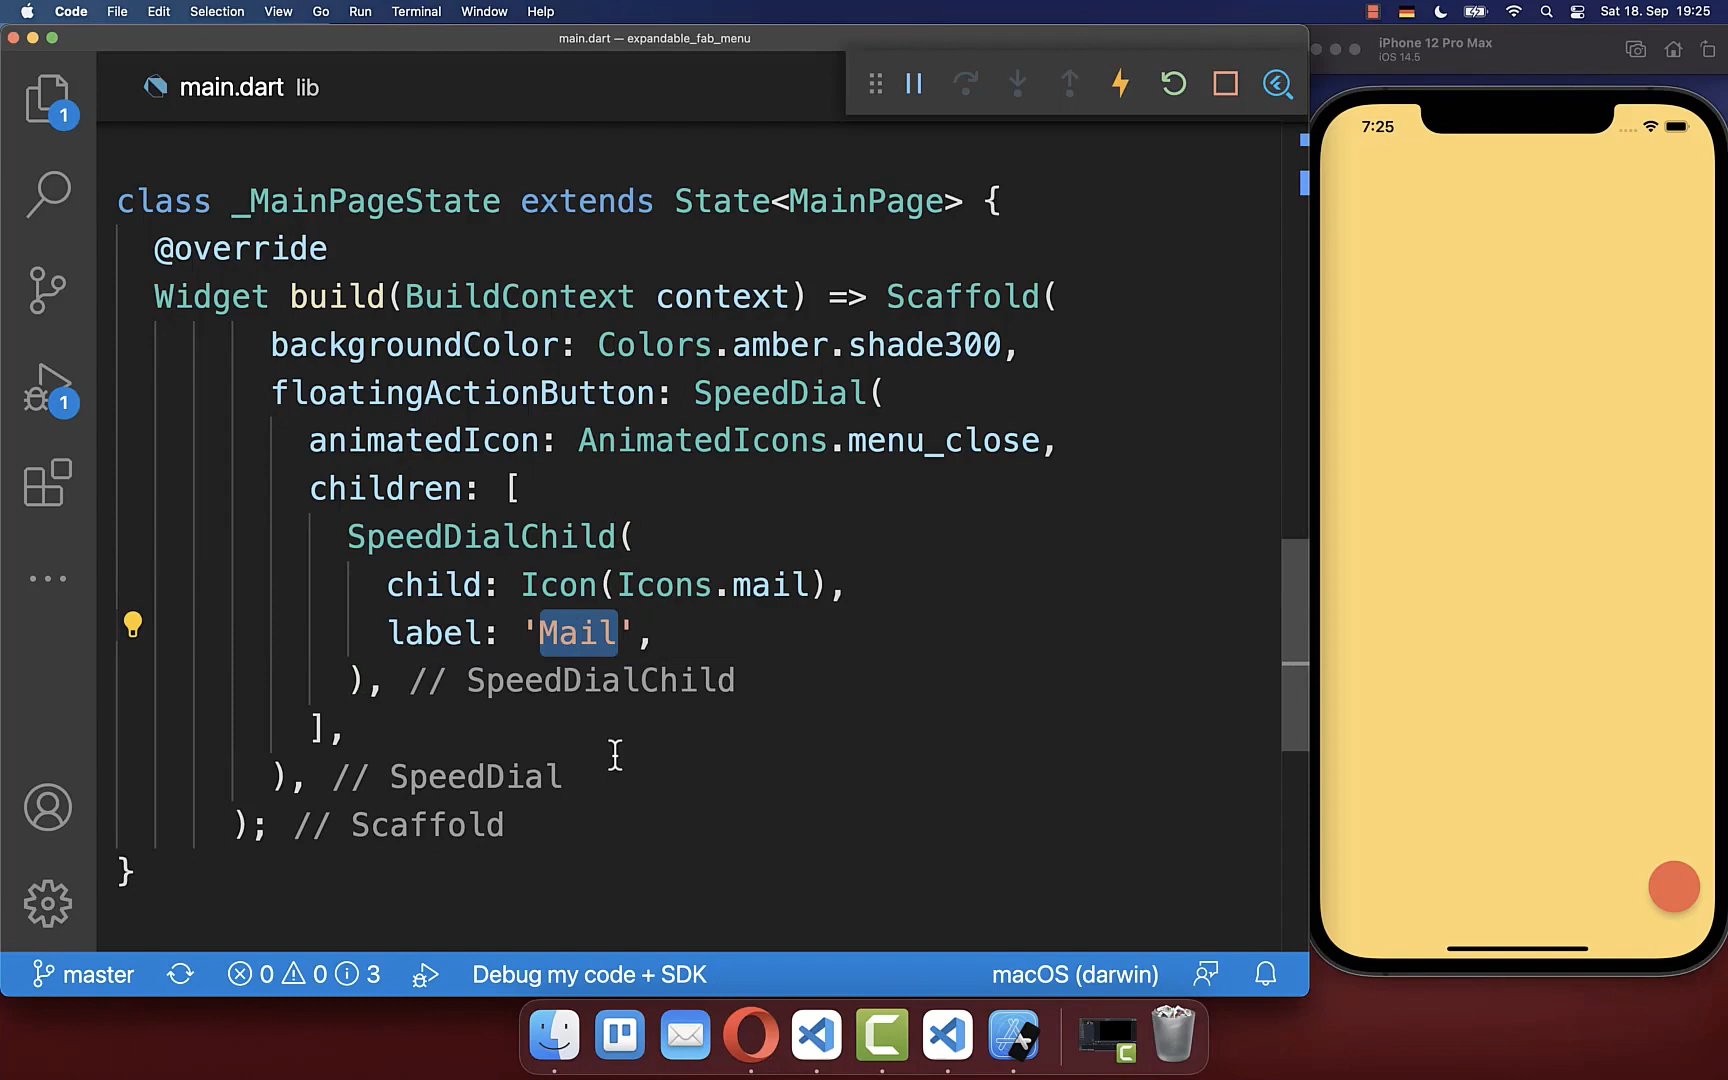 Code File Edit Selection View Go Run Terminal Window Help
Sat 18. Sep 19:25
main.dart — expandable_fab_menu
main.dart lib
1
1
class _MainPageState extends State<MainPage> {
@override
Widget build(BuildContext context) => Scaffold(
backgroundColor: Colors.amber.shade300,
floatingActionButton: SpeedDial(
animatedIcon: AnimatedIcons.menu_close,
children: [
SpeedDialChild(
child: Icon(Icons.mail),
label: 'Mail',
), // SpeedDialChild
],
), // SpeedDial
); // Scaffold
}
master 0 0 3 Debug my code + SDK macOS (darwin)
iPhone 12 Pro Max
iOS 14.5
7:25